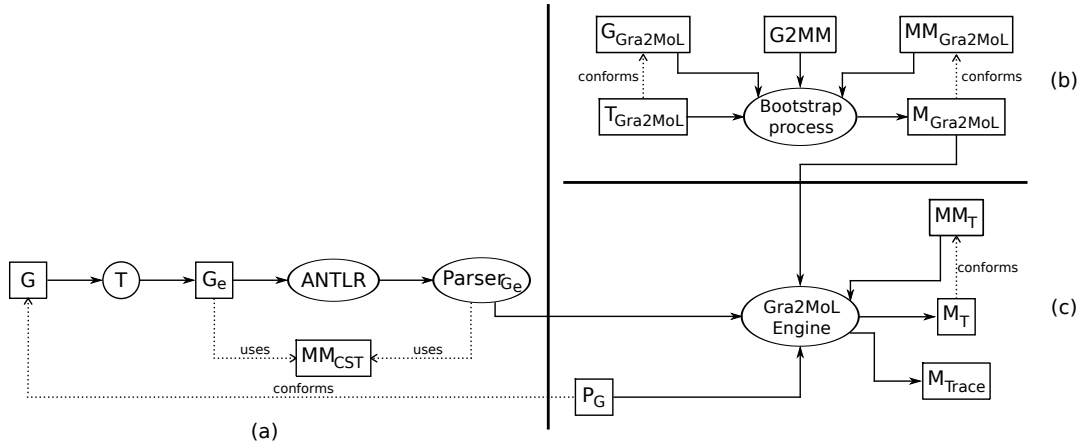 G_Gra2MoL
G2MM
MM_Gra2MoL
conforms
conforms
(b)
T_Gra2MoL
Bootstrap
process
M_Gra2MoL
MM_T
conforms
G
T
G_e
ANTLR
Parser_G_e
Gra2MoL
Engine
M_T
(c)
uses
MM_CST
uses
conforms
P_G
M_Trace
(a)